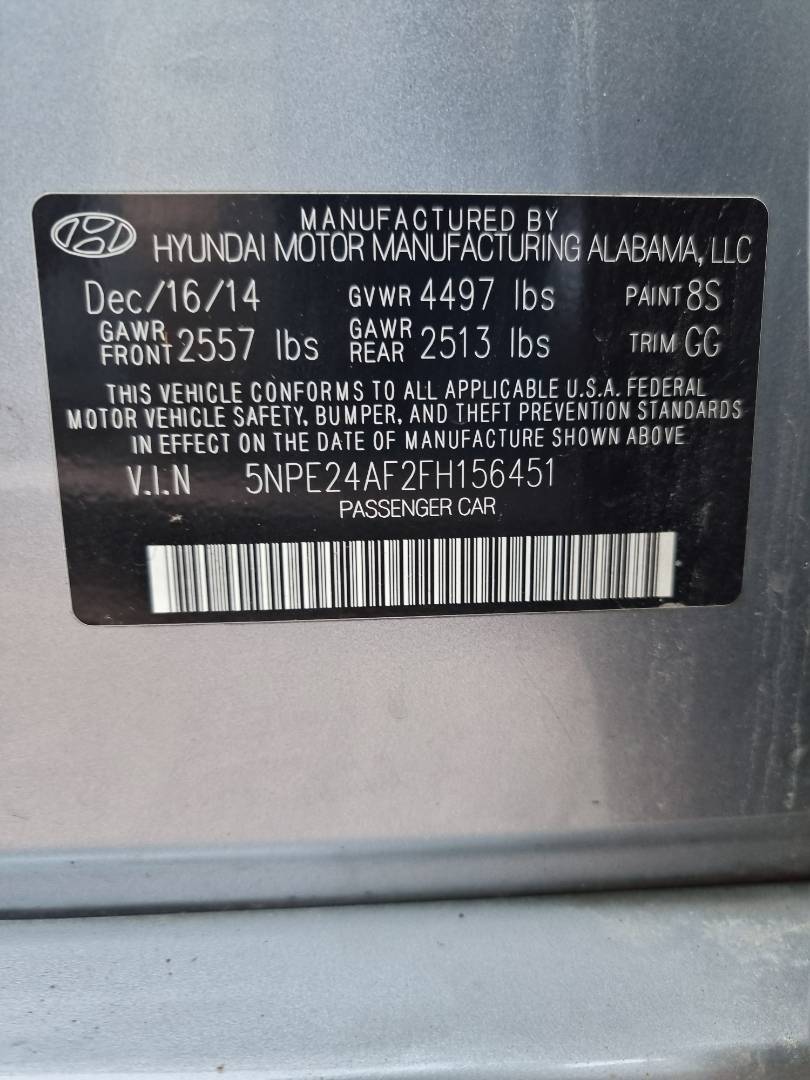 MANUFACTURED BY
HYUNDAI MOTOR MANUFACTURING ALABAMA, LLC
Dec/16/14 GVWR 4497 lbs PAINT 8S
GAWR FRONT 2557 lbs GAWR REAR 2513 lbs TRIM GG
THIS VEHICLE CONFORMS TO ALL APPLICABLE U.S.A. FEDERAL
MOTOR VEHICLE SAFETY, BUMPER, AND THEFT PREVENTION STANDARDS
IN EFFECT ON THE DATE OF MANUFACTURE SHOWN ABOVE
V.I.N 5NPE24AF2FH156451
PASSENGER CAR